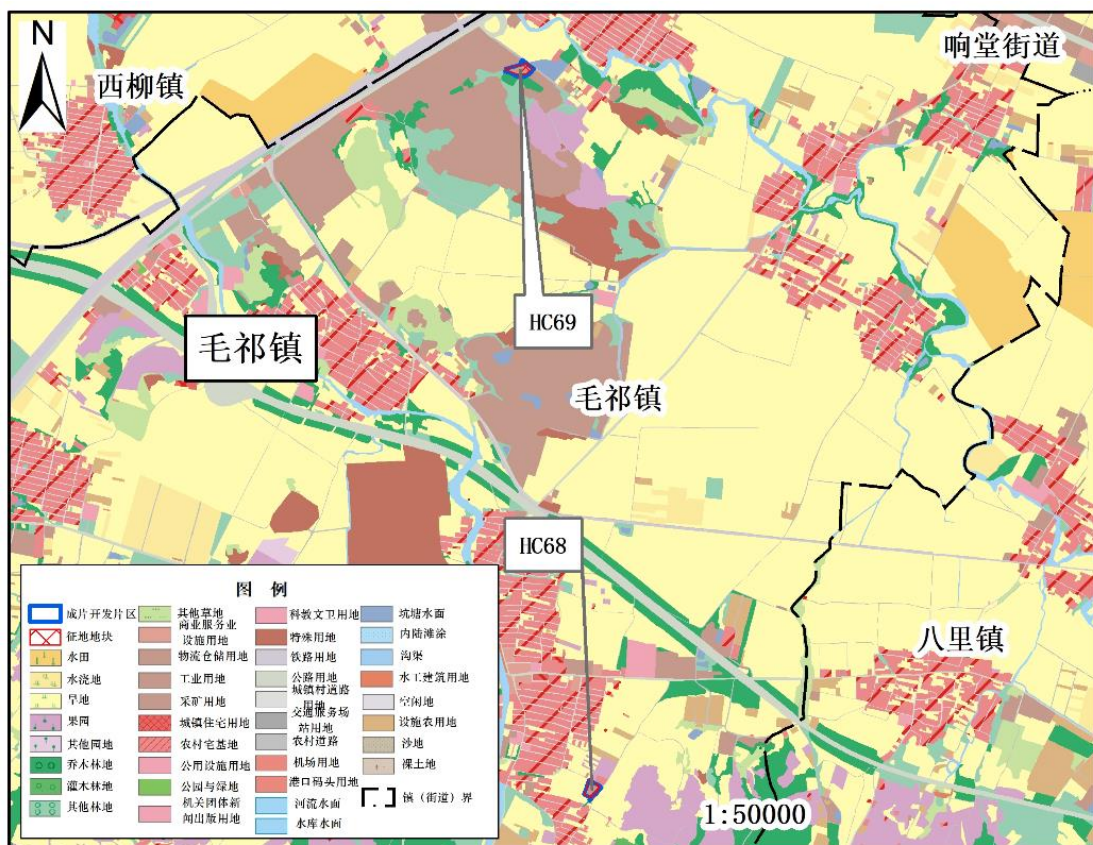 N
西柳镇
响堂街道
HC69
毛祁镇
毛祁镇
HC68
八里镇
1:50000
图 例
成片开发片区
征地地块
水田
水浇地
旱地
果园
其他园地
乔木林地
灌木林地
其他林地
其他草地
商业服务业
设施用地
物流仓储用地
工业用地
采矿用地
城镇住宅用地
农村宅基地
公用设施用地
公园与绿地
机关团体新
闻出版用地
科教文卫用地
特殊用地
铁路用地
公路用地
城镇村道路
用地
交通服务场
站用地
农村道路
机场用地
港口码头用地
河流水面
水库水面
坑塘水面
内陆滩涂
沟渠
水工建筑用地
空闲地
设施农用地
沙地
裸土地
镇（街道）界